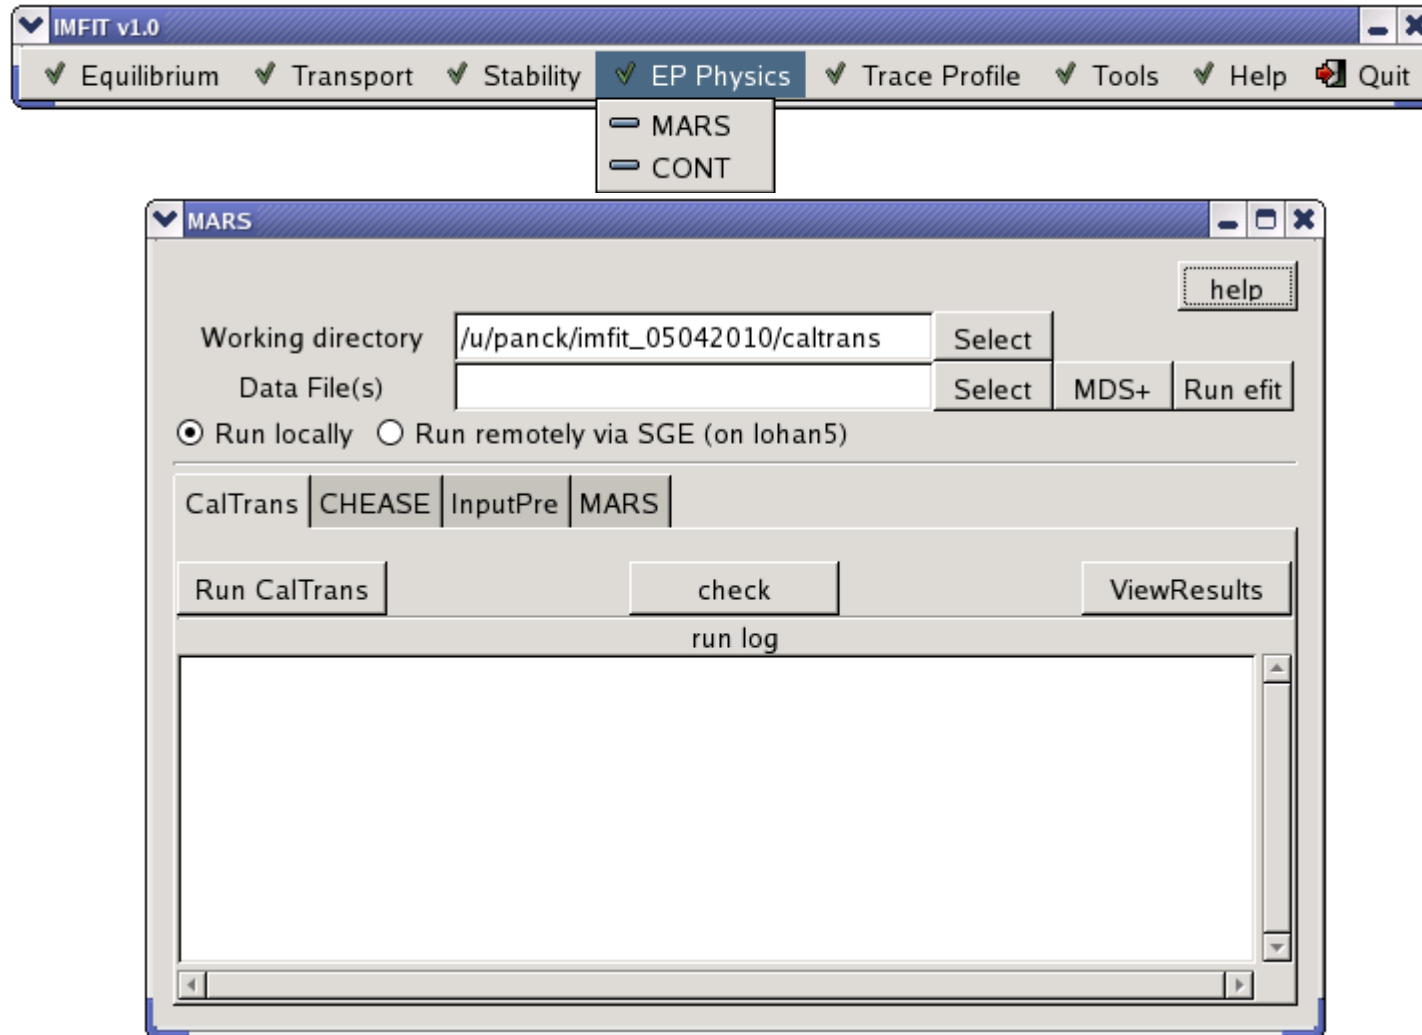 IMFIT v1.0
Equilibrium Transport Stability EP Physics Trace Profile Tools Help Quit
MARS
CONT
MARS
help
Working directory /u/panck/imfit_05042010/caltrans Select
Data File(s) Select MDS+ Run efit
Run locally Run remotely via SGE (on lohan5)
CalTrans CHEASE InputPre MARS
Run CalTrans check ViewResults
run log